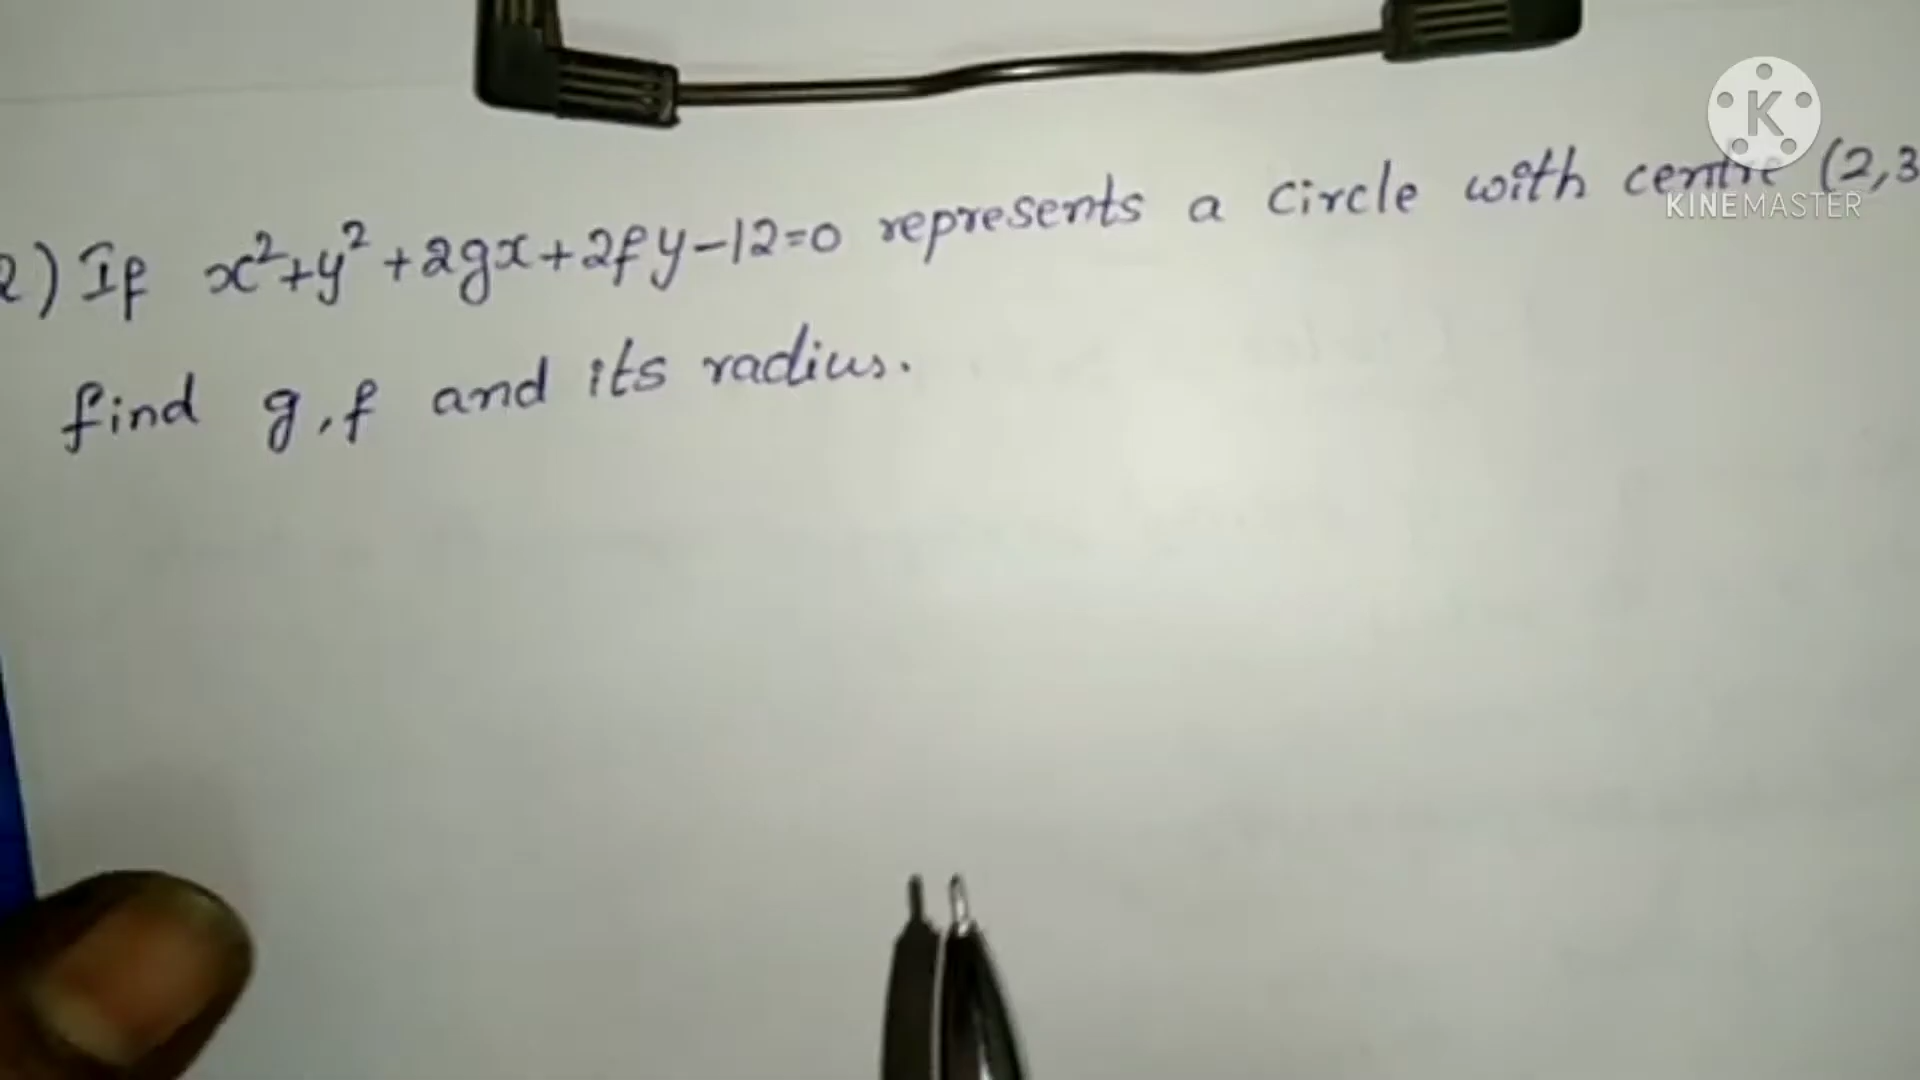 2) If x²+y²+2gx+2fy-12=0 represents a circle with centre (2,3
find g,f and its radius.
K
KINEMASTER